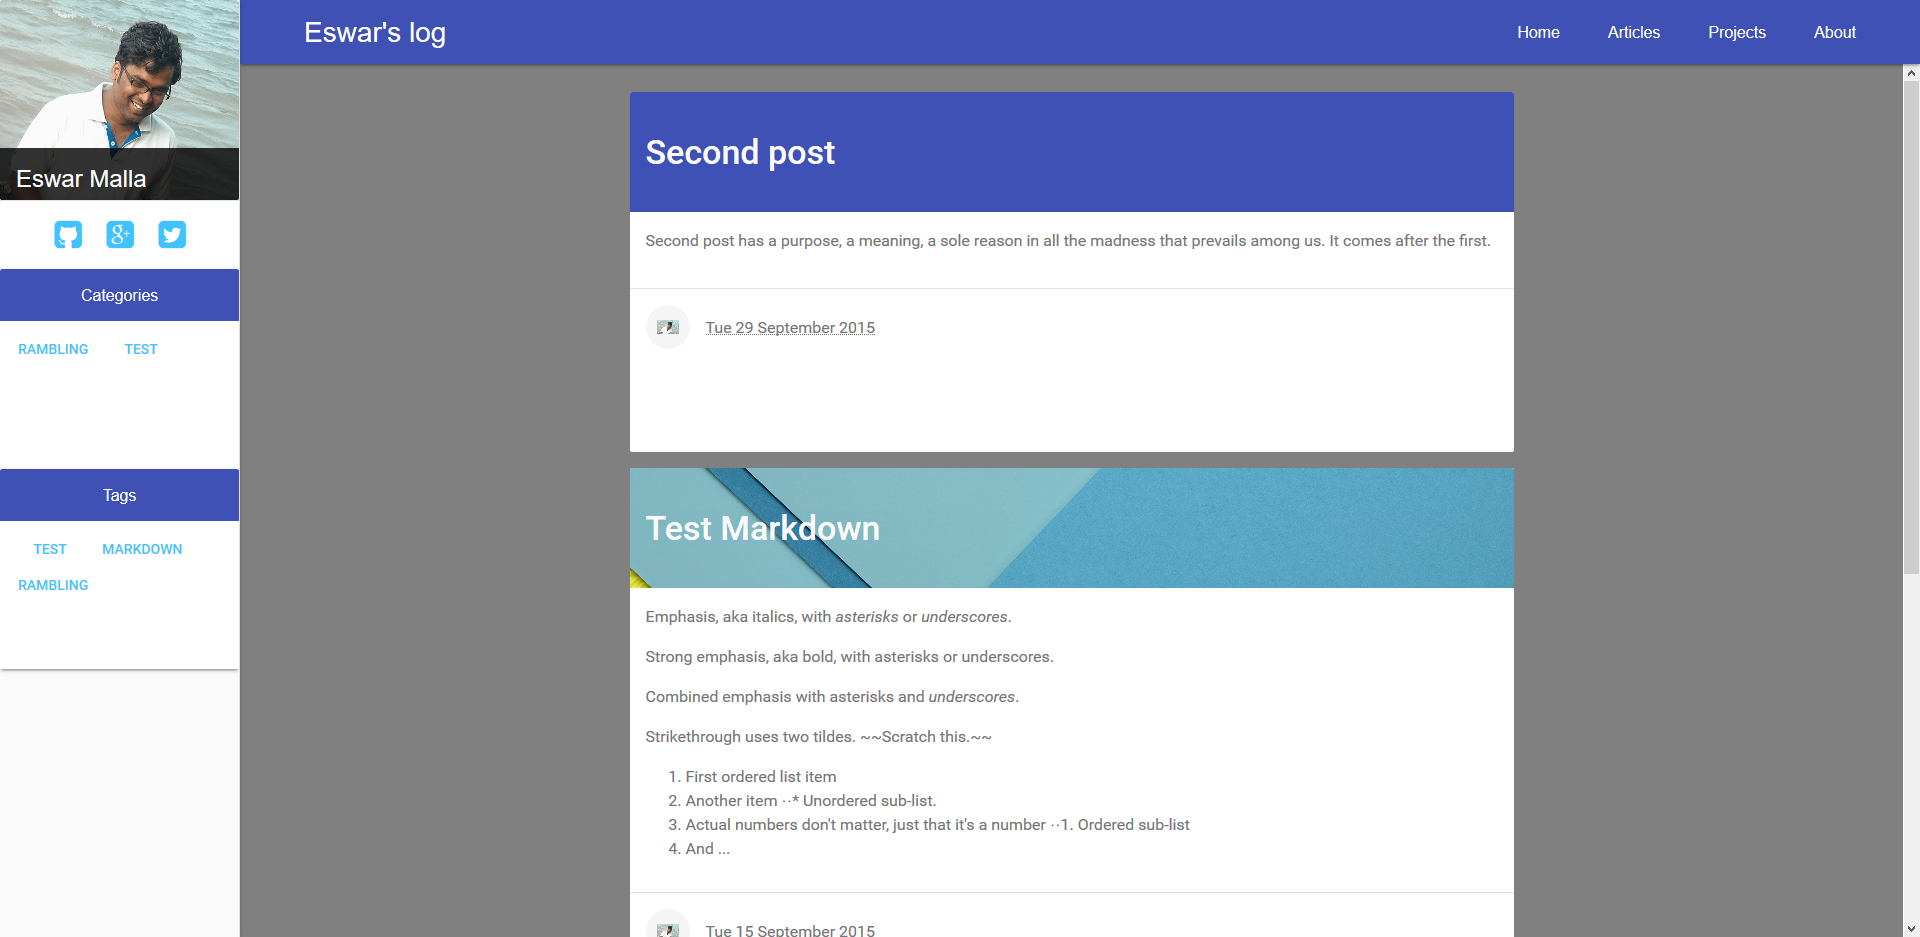 Eswar's log
Home
Articles
Projects
About
Eswar Malla
g+
Categories
RAMBLING
TEST
Tags
TEST
MARKDOWN
RAMBLING
Second post
Second post has a purpose, a meaning, a sole reason in all the madness that prevails among us. It comes after the first.
Tue 29 September 2015
Test Markdown
Emphasis, aka italics, with asterisks or underscores.
Strong emphasis, aka bold, with asterisks or underscores.
Combined emphasis with asterisks and underscores.
Strikethrough uses two tildes. ~~Scratch this.~~
1. First ordered list item
2. Another item ··* Unordered sub-list.
3. Actual numbers don't matter, just that it's a number ··1. Ordered sub-list
4. And ...
Tue 15 September 2015